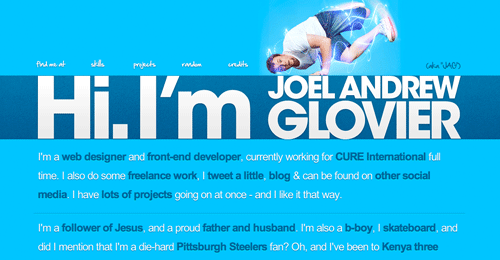 find me at skills projects random credits (aka "JAG")
Hi. I'm JOEL ANDREW
GLOVIER
I'm a web designer and front-end developer, currently working for CURE International full
time. I also do some freelance work, I tweet a little, blog & can be found on other social
media. I have lots of projects going on at once - and I like it that way.
I'm a follower of Jesus, and a proud father and husband. I'm also a b-boy, I skateboard, and
did I mention that I'm a die-hard Pittsburgh Steelers fan? Oh, and I've been to Kenya three